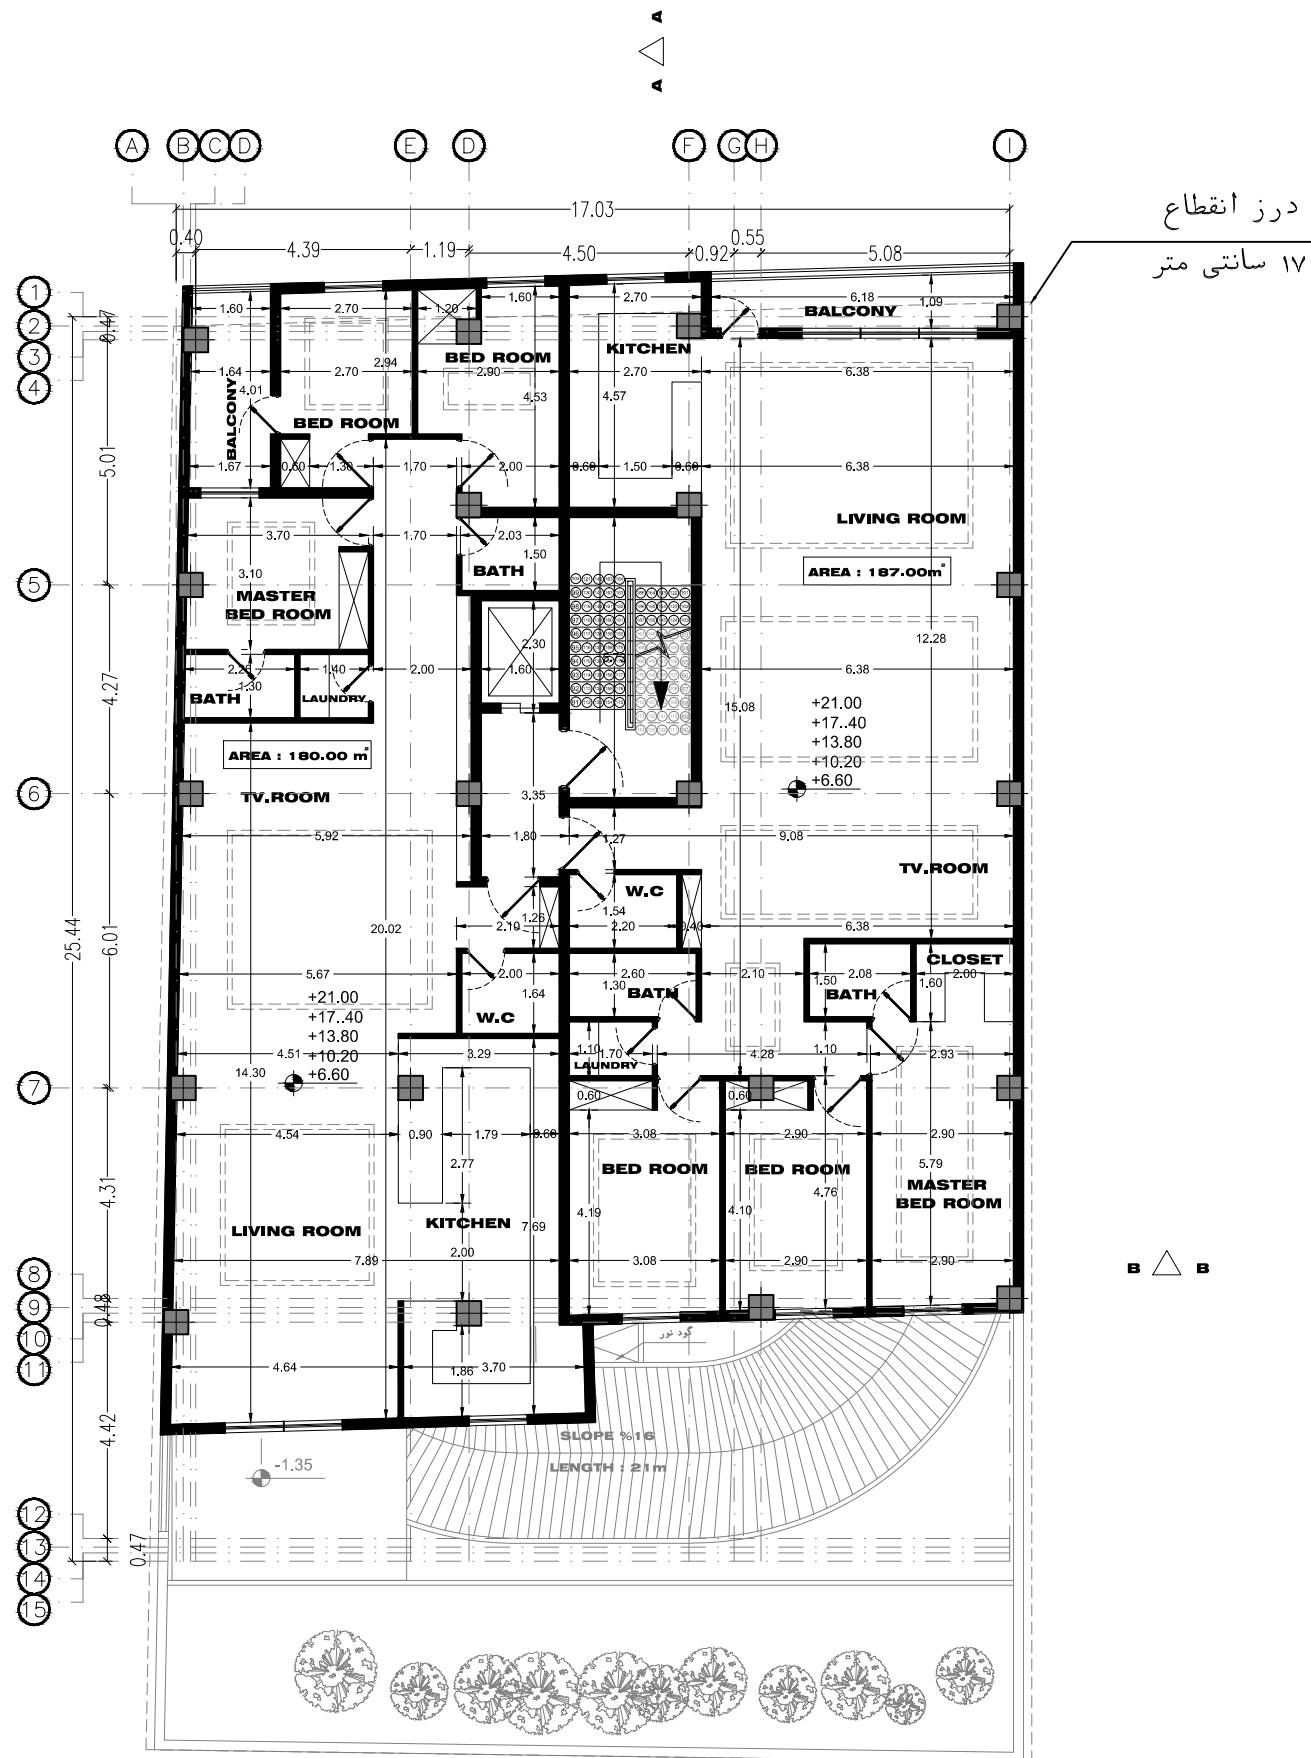 A
A
A B C D E D F G H I
درز انقطاع
۱۷ سانتی متر
17.03
0.40 4.39 1.19 4.50 0.92 0.55 5.08
1
2
3
4
0.47
1.60 2.70 1.20 1.60 2.70 6.18 1.09
BALCONY
KITCHEN
BED ROOM
2.94
1.64 2.70 2.90 2.70 6.38
4.01
BALCONY
4.53 4.57
BED ROOM
5.01
1.67 0.60 1.30 1.70 2.00 0.60 1.50 0.60 6.38
LIVING ROOM
3.70 1.70 2.03
1.50
BATH
AREA : 187.00m²
5
3.10
MASTER
BED ROOM
12.28
2.30
2.25 1.40 2.00 1.60 6.38
1.30
BATH
LAUNDRY
4.27
15.08
+21.00
+17..40
+13.80
+10.20
+6.60
AREA : 180.00 m²
TV.ROOM
6
3.35
5.92 1.80 1.27 9.08
TV.ROOM
W.C
1.26 1.54
20.02
2.10 2.20 0.40 6.38
25.44
6.01
CLOSET
5.67 2.00 2.60 2.10 2.08 2.00
1.64 1.30 1.50 1.60
BATH
BATH
W.C
+21.00
+17..40
+13.80
+10.20
+6.60
4.51 3.29 1.10 1.70 4.28 1.10 2.93
LAUNDRY
14.30
7
0.60 0.60
4.54 0.90 1.79 0.60 3.08 2.90 2.90
2.77
BED ROOM
BED ROOM
5.79
MASTER
BED ROOM
4.76
4.31
4.19 4.10
LIVING ROOM
KITCHEN
7.69
2.00
7.89 3.08 2.90 2.90
B B
8
9
10
11
0.48
گود نور
4.64 1.86 3.70
4.42
SLOPE %16
LENGTH : 21m
-1.35
12
13
14
15
0.47